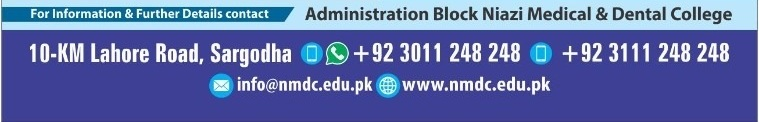 For Information & Further Details contact Administration Block Niazi Medical & Dental College
10-KM Lahore Road, Sargodha +92 3011 248 248 +92 3111 248 248
info@nmdc.edu.pk www.nmdc.edu.pk